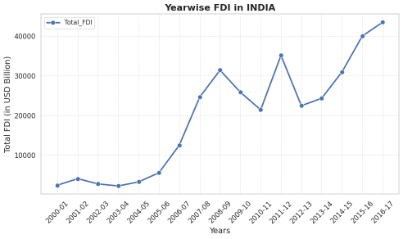 Yearwise FDI in INDIA
Total_FDI
Total FDI (in USD Billion)
40000
30000
20000
10000
2000-01 2001-02 2002-03 2003-04 2004-05 2005-06 2006-07 2007-08 2008-09 2009-10 2010-11 2011-12 2012-13 2013-14 2014-15 2015-16 2016-17
Years